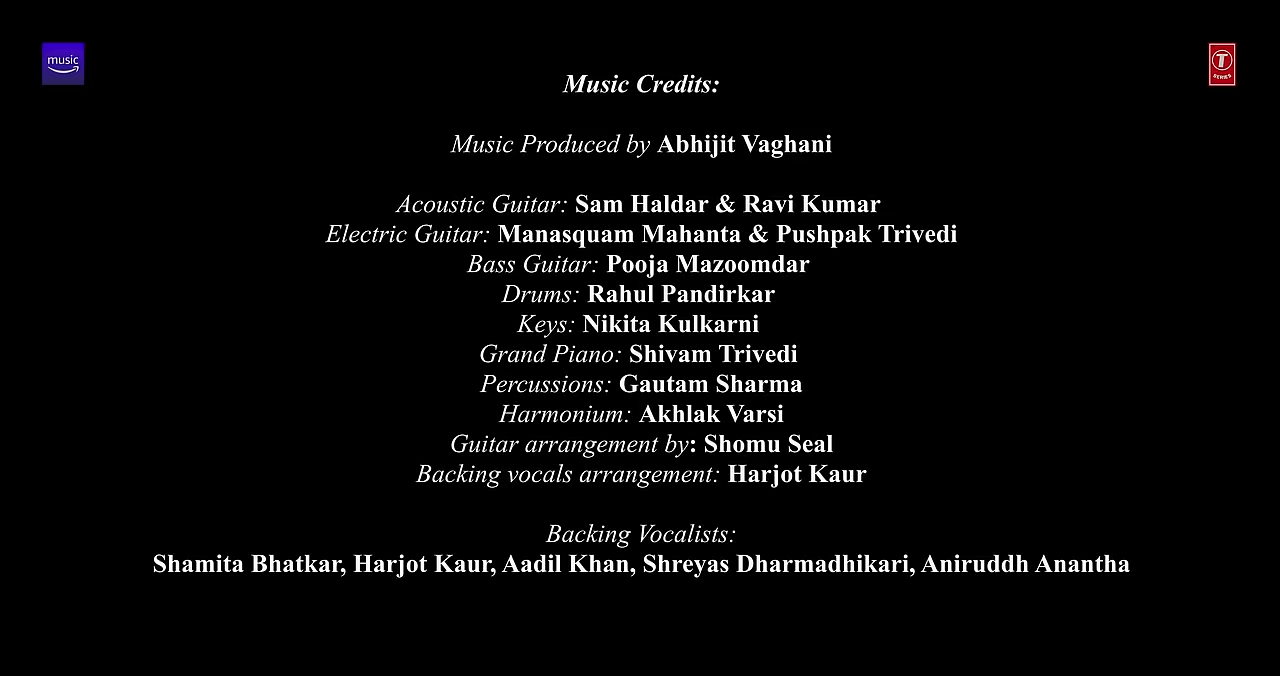 music
T
SERIES
Music Credits:
Music Produced by Abhijit Vaghani
Acoustic Guitar: Sam Haldar & Ravi Kumar
Electric Guitar: Manasquam Mahanta & Pushpak Trivedi
Bass Guitar: Pooja Mazoomdar
Drums: Rahul Pandirkar
Keys: Nikita Kulkarni
Grand Piano: Shivam Trivedi
Percussions: Gautam Sharma
Harmonium: Akhlak Varsi
Guitar arrangement by: Shomu Seal
Backing vocals arrangement: Harjot Kaur
Backing Vocalists:
Shamita Bhatkar, Harjot Kaur, Aadil Khan, Shreyas Dharmadhikari, Aniruddh Anantha